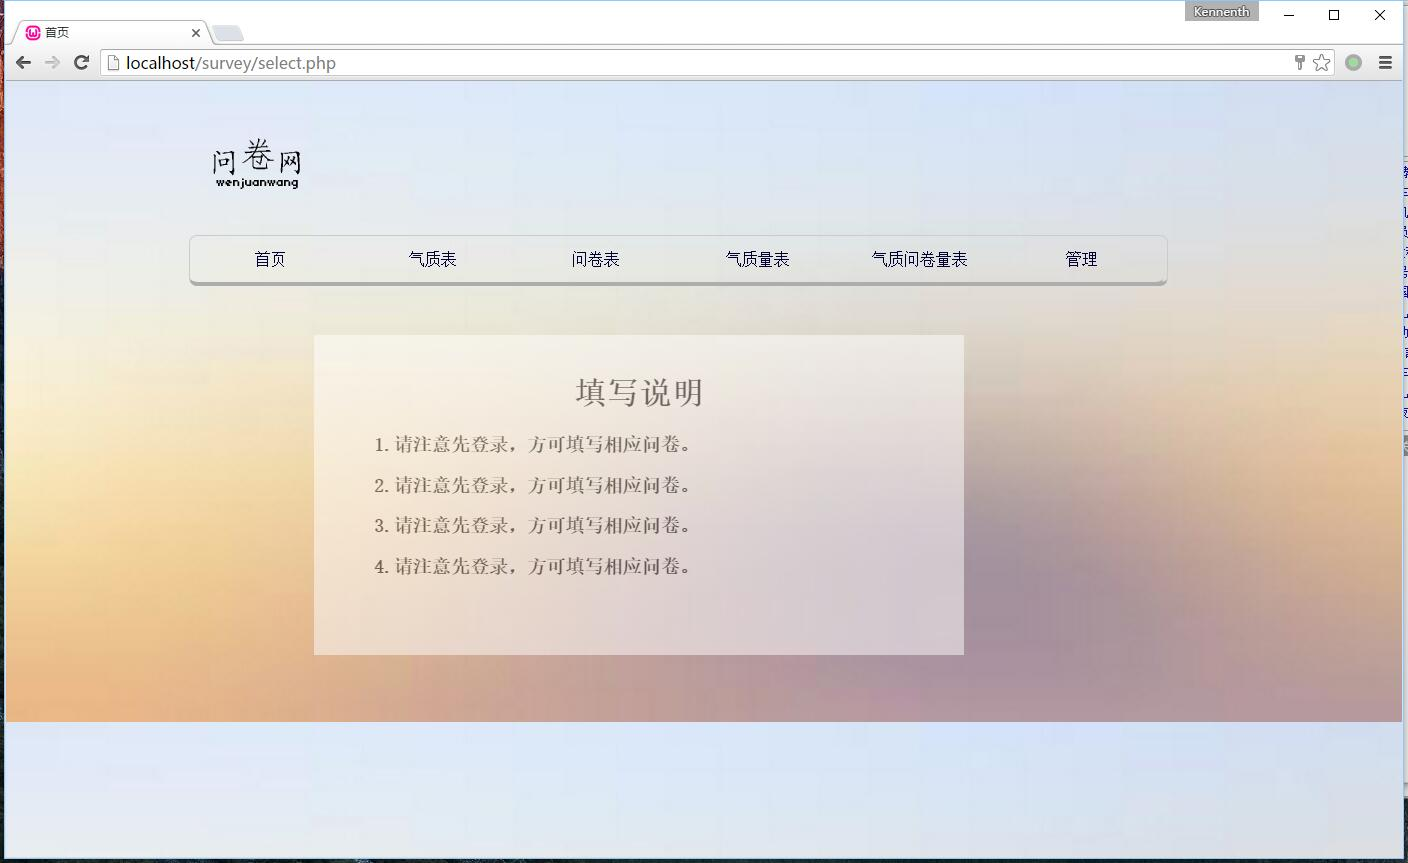 Kennenth
首页
localhost/survey/select.php
问卷网
wenjuanwang
首页 气质表 问卷表 气质量表 气质问卷量表 管理
填写说明
1. 请注意先登录，方可填写相应问卷。
2. 请注意先登录，方可填写相应问卷。
3. 请注意先登录，方可填写相应问卷。
4. 请注意先登录，方可填写相应问卷。